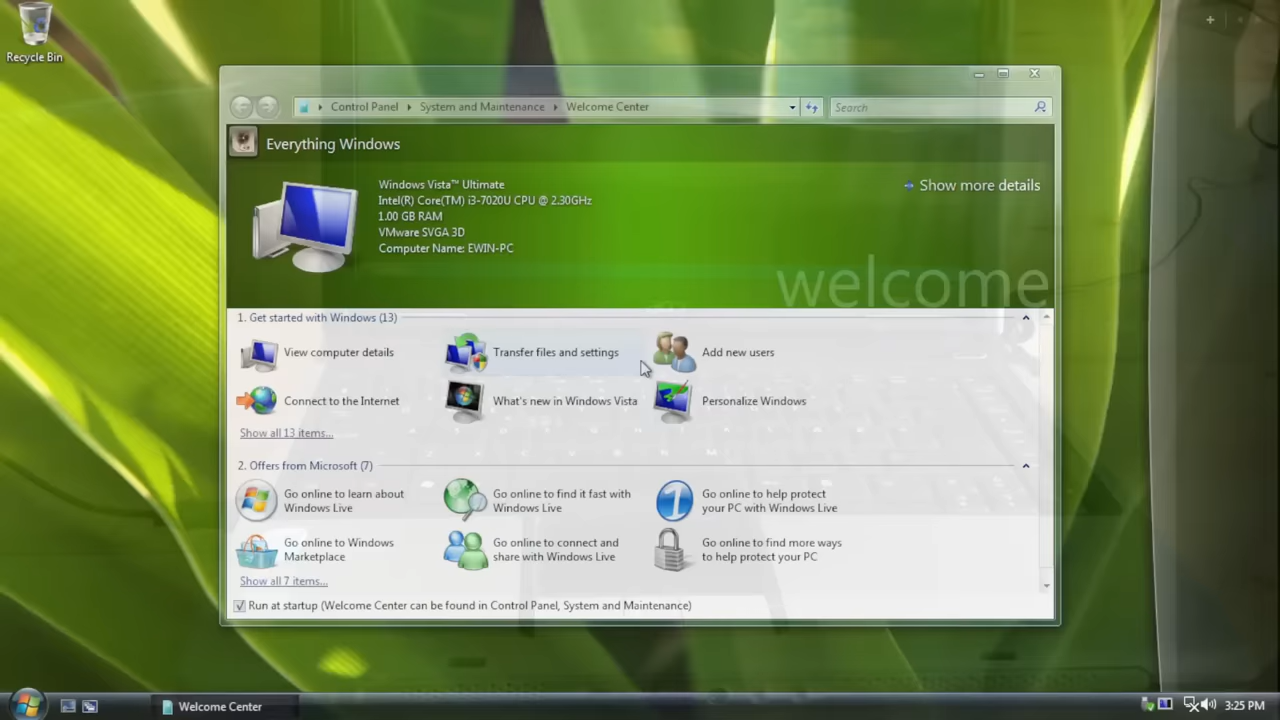 Recycle Bin
Control Panel
System and Maintenance
Welcome Center
Search
Everything Windows
Windows Vista™ Ultimate
Intel(R) Core(TM) i3-7020U CPU @ 2.30GHz
1.00 GB RAM
VMware SVGA 3D
Computer Name: EWIN-PC
Show more details
welcome
1. Get started with Windows (13)
View computer details
Transfer files and settings
Add new users
Connect to the Internet
What's new in Windows Vista
Personalize Windows
Show all 13 items...
2. Offers from Microsoft (7)
Go online to learn about
Windows Live
Go online to find it fast with
Windows Live
Go online to help protect
your PC with Windows Live
Go online to Windows
Marketplace
Go online to connect and
share with Windows Live
Go online to find more ways
to help protect your PC
Show all 7 items...
Run at startup (Welcome Center can be found in Control Panel, System and Maintenance)
Welcome Center
3:25 PM